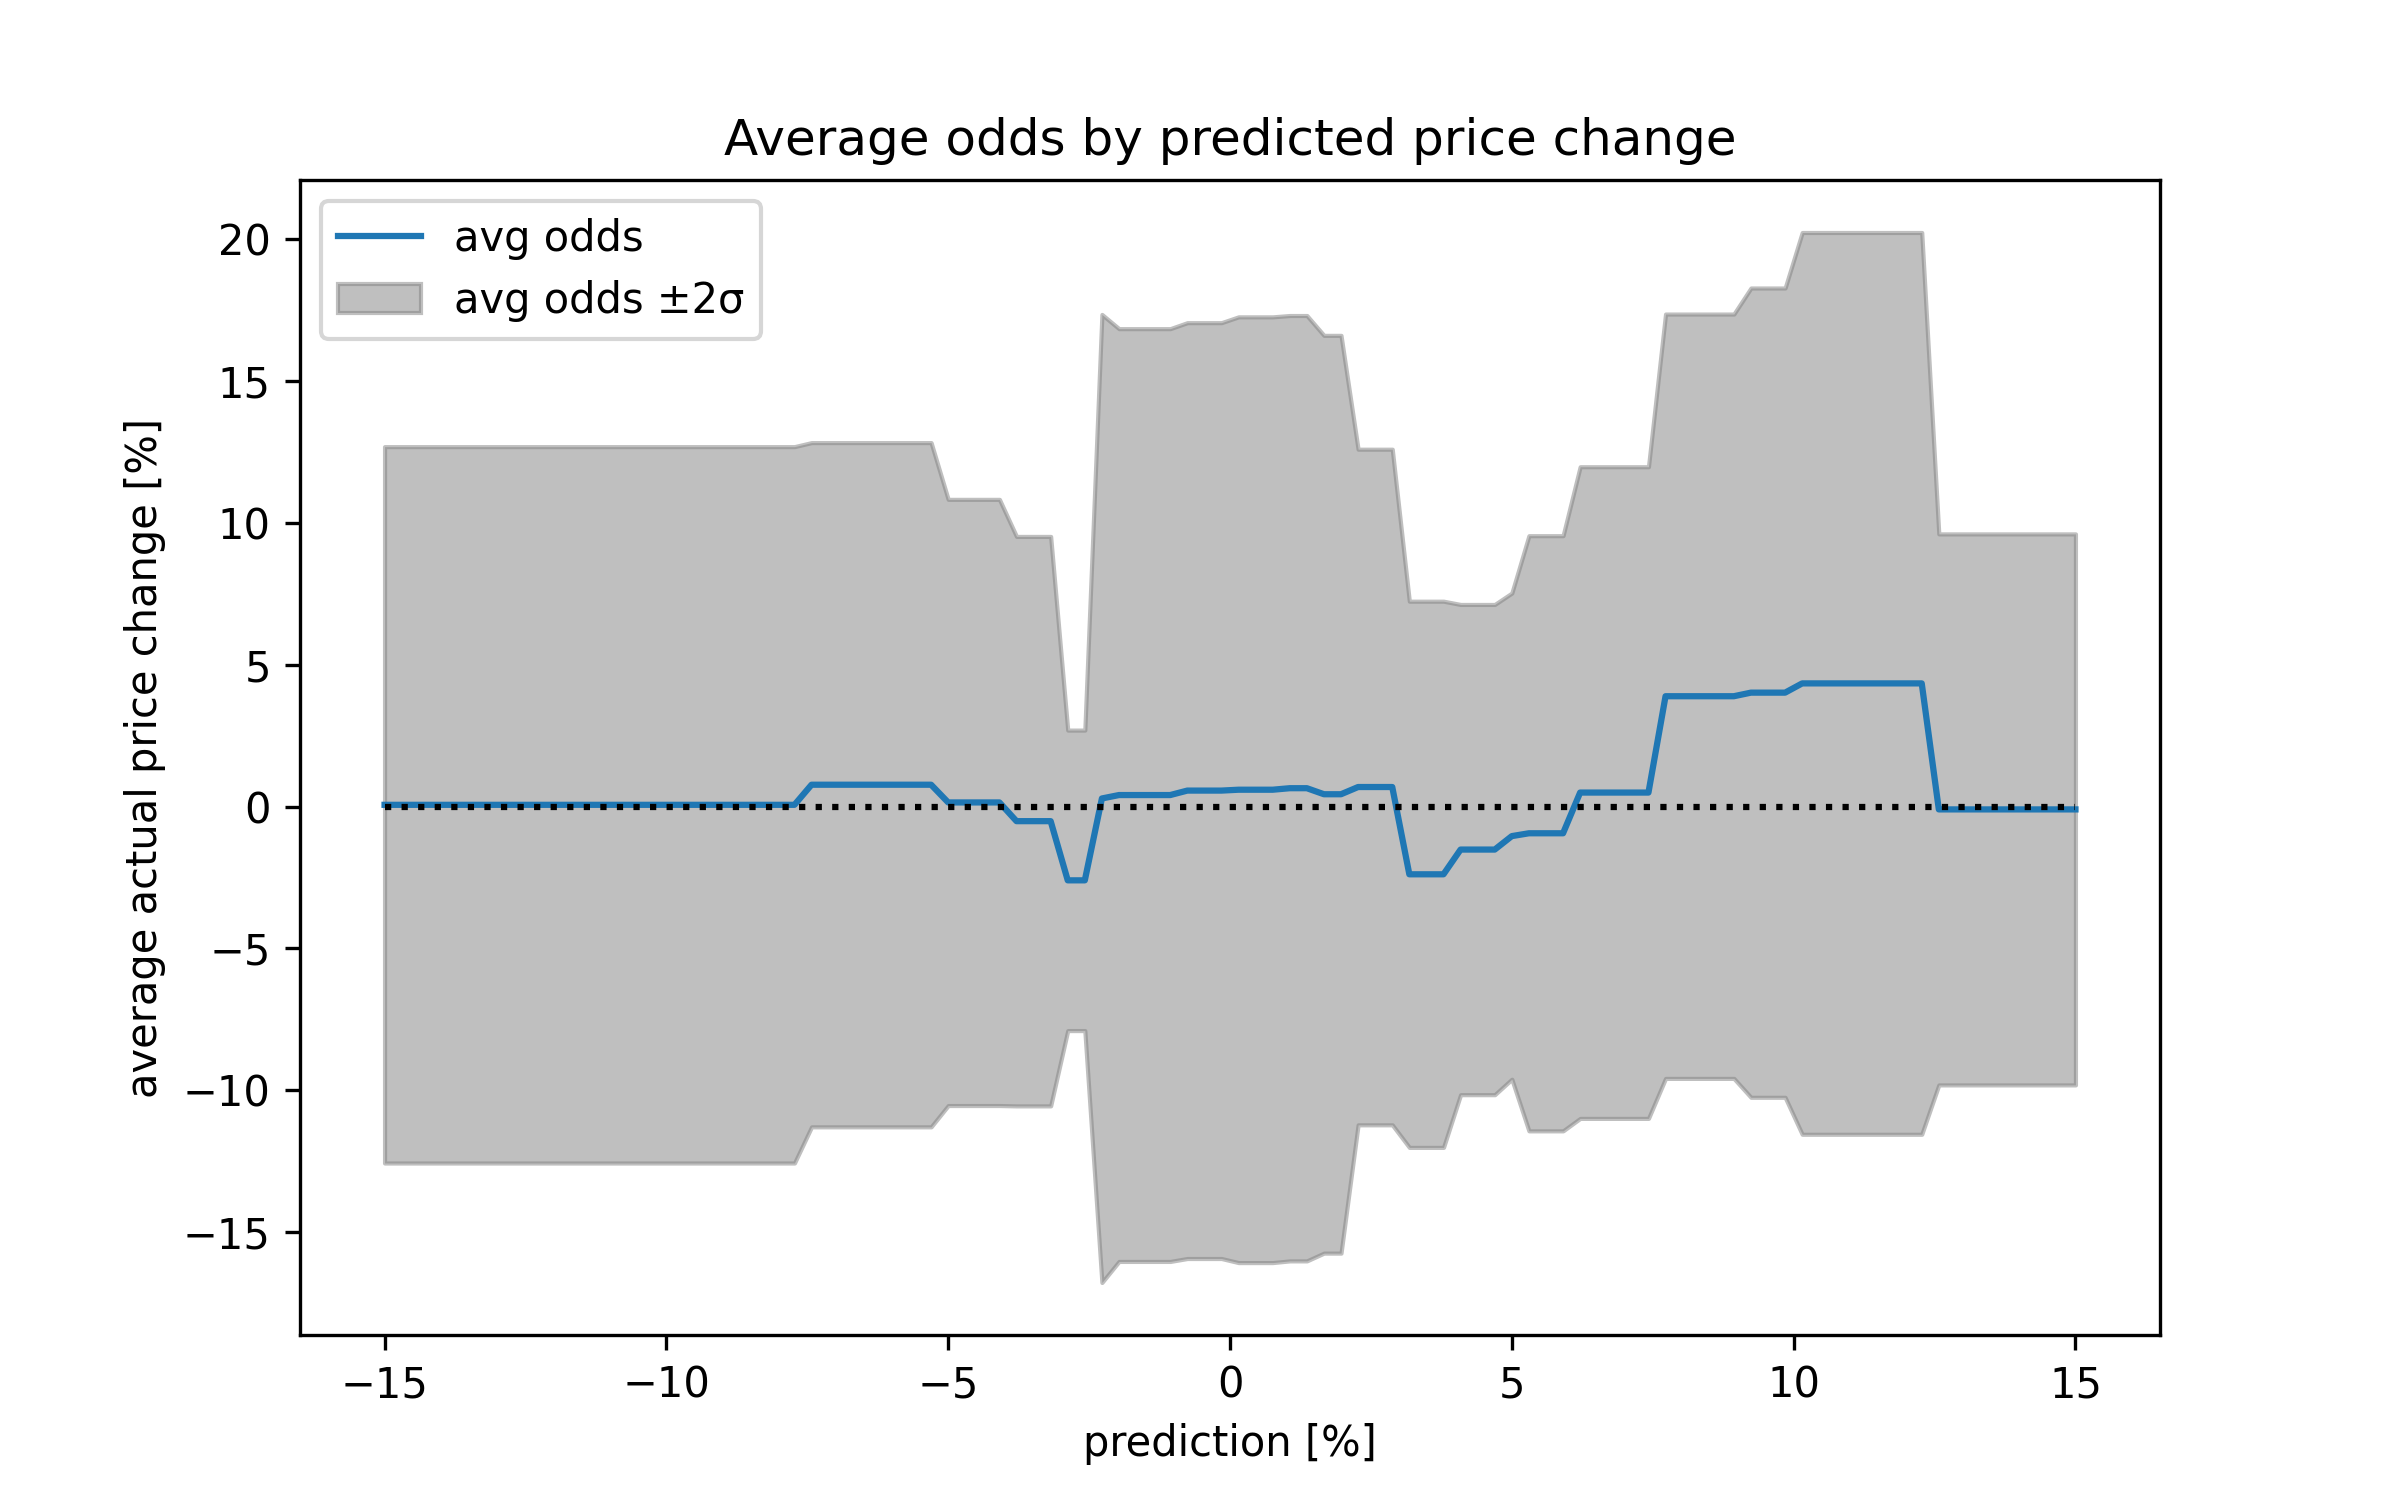 Average odds by predicted price change
avg odds
avg odds ±2σ
average actual price change [%]
20
15
10
5
0
−5
−10
−15
−15 −10 −5 0 5 10 15
prediction [%]